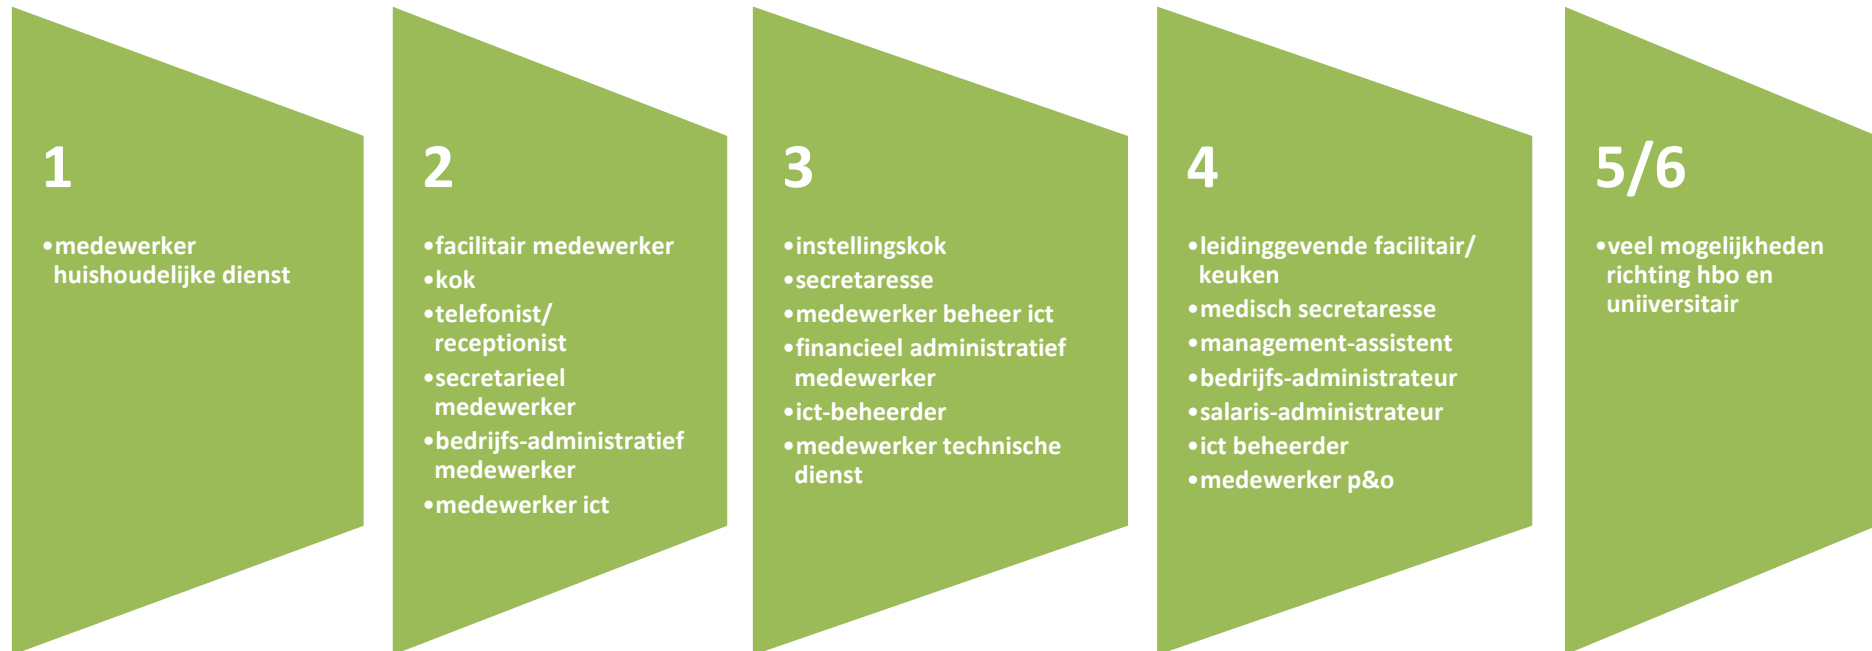 1
•medewerker
huishoudelijke dienst
2
•facilitair medewerker
•kok
•telefonist/
receptionist
•secretarieel
medewerker
•bedrijfs-administratief
medewerker
•medewerker ict
3
•instellingskok
•secretaresse
•medewerker beheer ict
•financieel administratief
medewerker
•ict-beheerder
•medewerker technische
dienst
4
•leidinggevende facilitair/
keuken
•medisch secretaresse
•management-assistent
•bedrijfs-administrateur
•salaris-administrateur
•ict beheerder
•medewerker p&o
5/6
•veel mogelijkheden
richting hbo en
uniiversitair